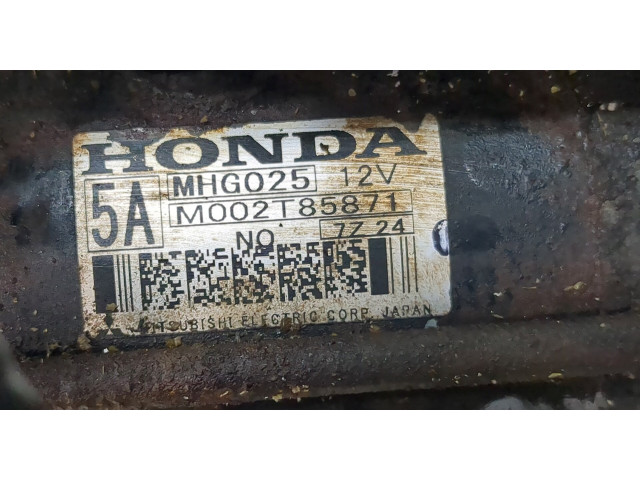 HONDA
5A MHG025 12V
M002T85871
NO. 7Z 24
MITSUBISHI ELECTRIC CORP. JAPAN